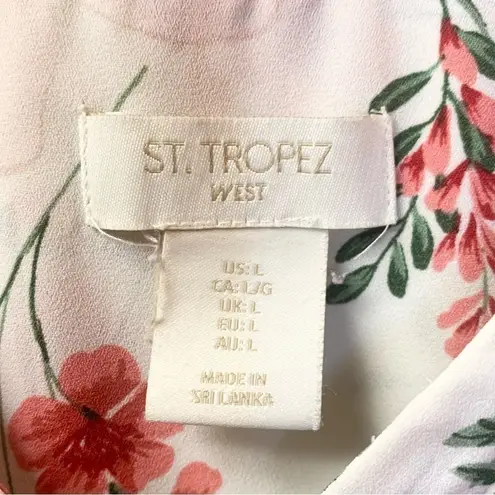 ST. TROPEZ
WEST
US: L
CA: L/G
UK: L
EU: L
AU: L
MADE IN
SRI LANKA